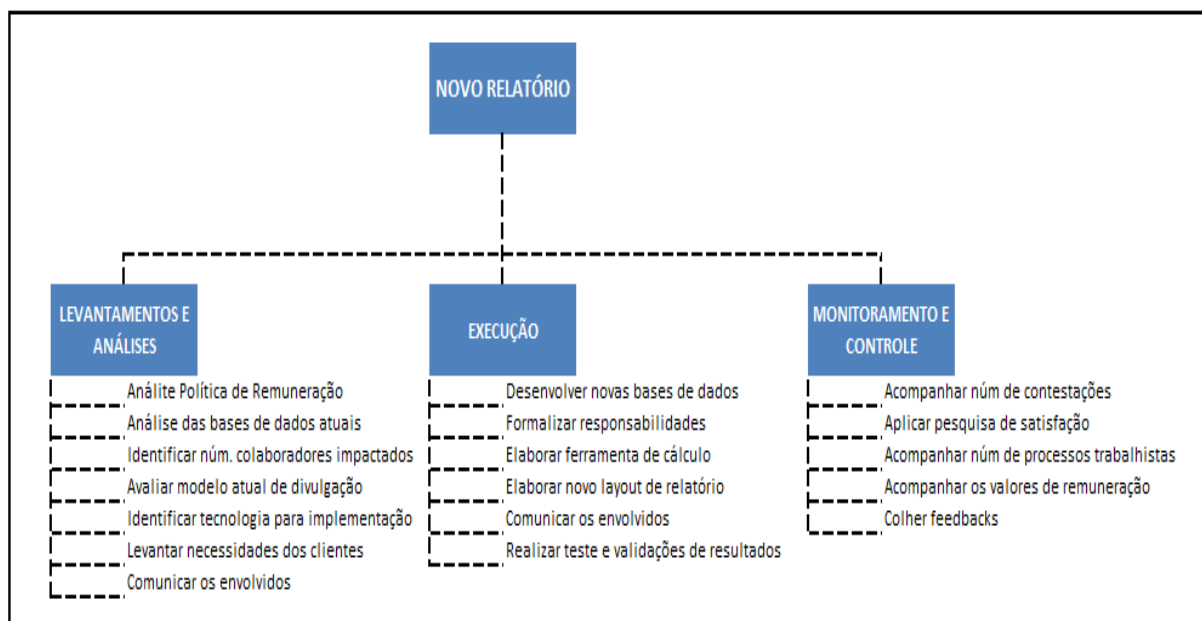 NOVO RELATÓRIO
LEVANTAMENTOS E
ANÁLISES
Análite Política de Remuneração
Análise das bases de dados atuais
Identificar núm. colaboradores impactados
Avaliar modelo atual de divulgação
Identificar tecnologia para implementação
Levantar necessidades dos clientes
Comunicar os envolvidos
EXECUÇÃO
Desenvolver novas bases de dados
Formalizar responsabilidades
Elaborar ferramenta de cálculo
Elaborar novo layout de relatório
Comunicar os envolvidos
Realizar teste e validações de resultados
MONITORAMENTO E
CONTROLE
Acompanhar núm de contestações
Aplicar pesquisa de satisfação
Acompanhar núm de processos trabalhistas
Acompanhar os valores de remuneração
Colher feedbacks